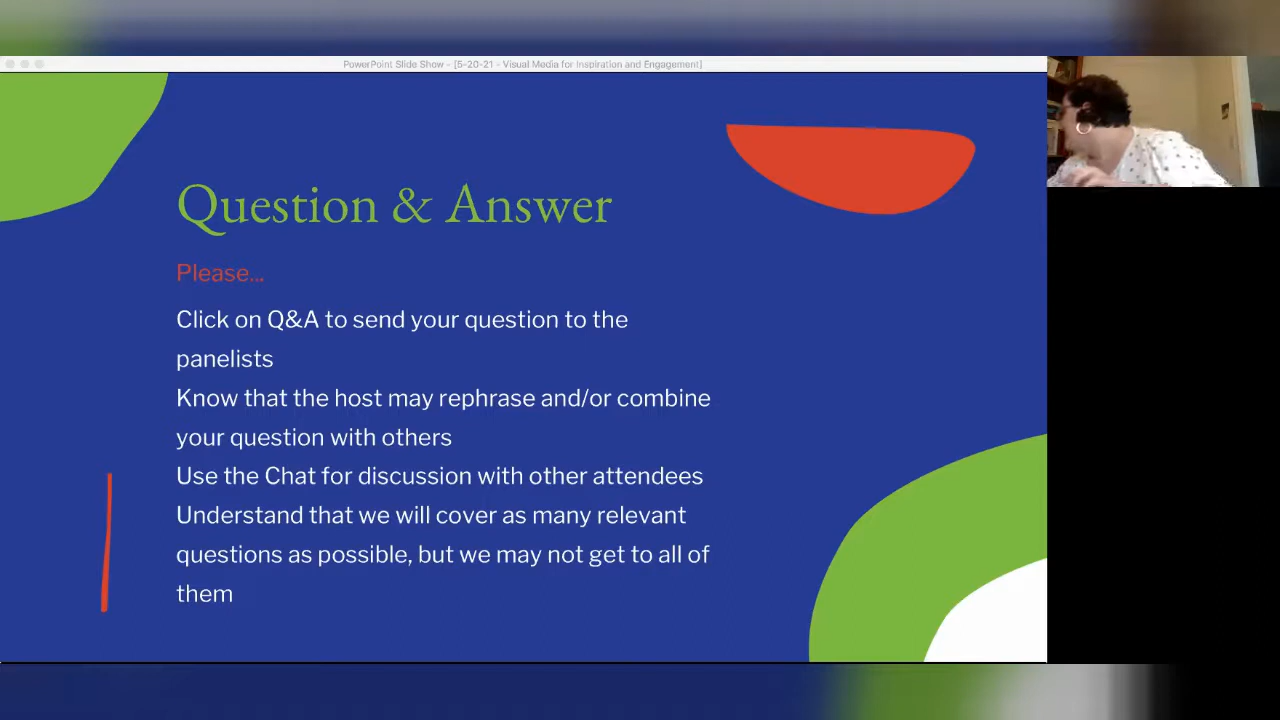 PowerPoint Slide Show - [5-20-21 - Visual Media for Inspiration and Engagement]
Question & Answer
Please...
Click on Q&A to send your question to the
panelists
Know that the host may rephrase and/or combine
your question with others
Use the Chat for discussion with other attendees
Understand that we will cover as many relevant
questions as possible, but we may not get to all of
them